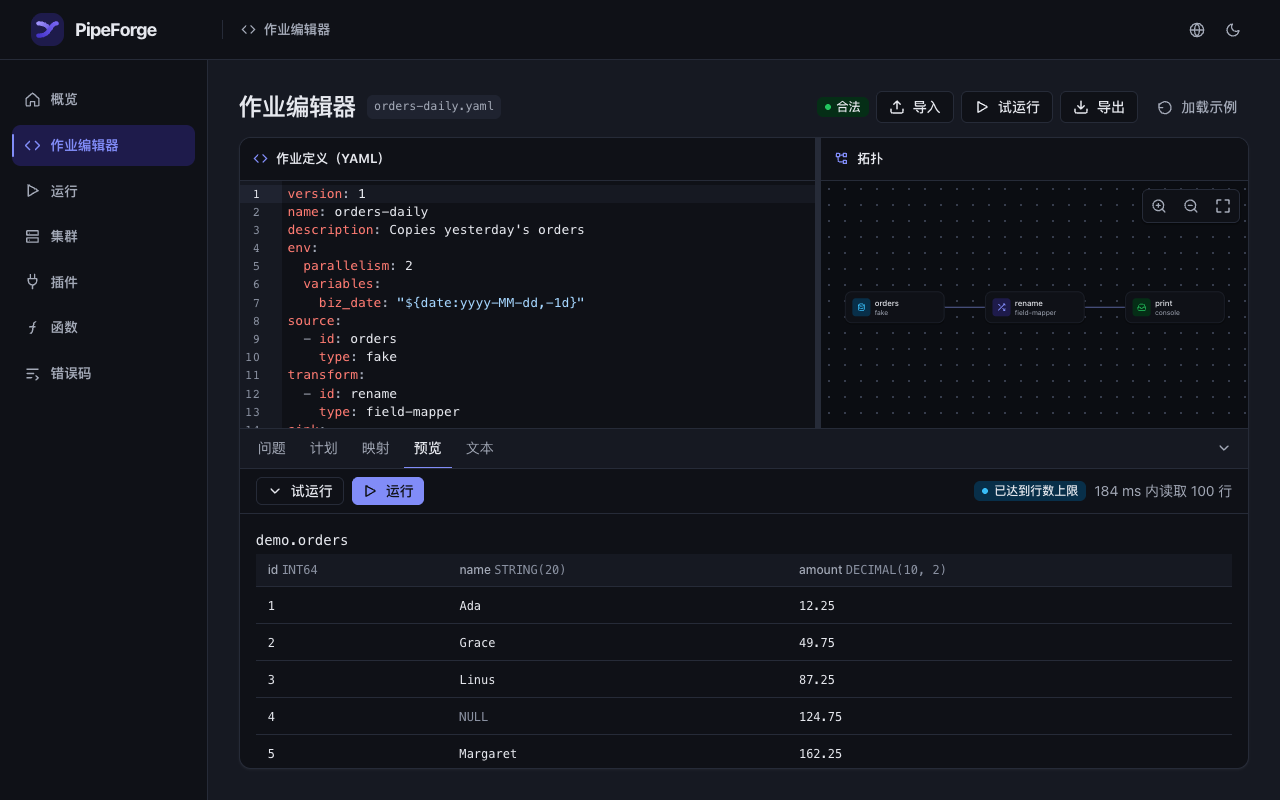 PipeForge
作业编辑器
概览
作业编辑器
运行
集群
插件
函数
错误码
作业编辑器 orders-daily.yaml
合法 导入 试运行 导出 加载示例
作业定义（YAML）
1 version: 1
2 name: orders-daily
3 description: Copies yesterday's orders
4 env:
5 parallelism: 2
6 variables:
7 biz_date: "${date:yyyy-MM-dd,-1d}"
8 source:
9 - id: orders
10 type: fake
11 transform:
12 - id: rename
13 type: field-mapper
拓扑
orders
fake
rename
field-mapper
print
console
问题 计划 映射 预览 文本
试运行 运行 已达到行数上限 184 ms 内读取 100 行
demo.orders
id INT64 name STRING(20) amount DECIMAL(10, 2)
1 Ada 12.25
2 Grace 49.75
3 Linus 87.25
4 NULL 124.75
5 Margaret 162.25